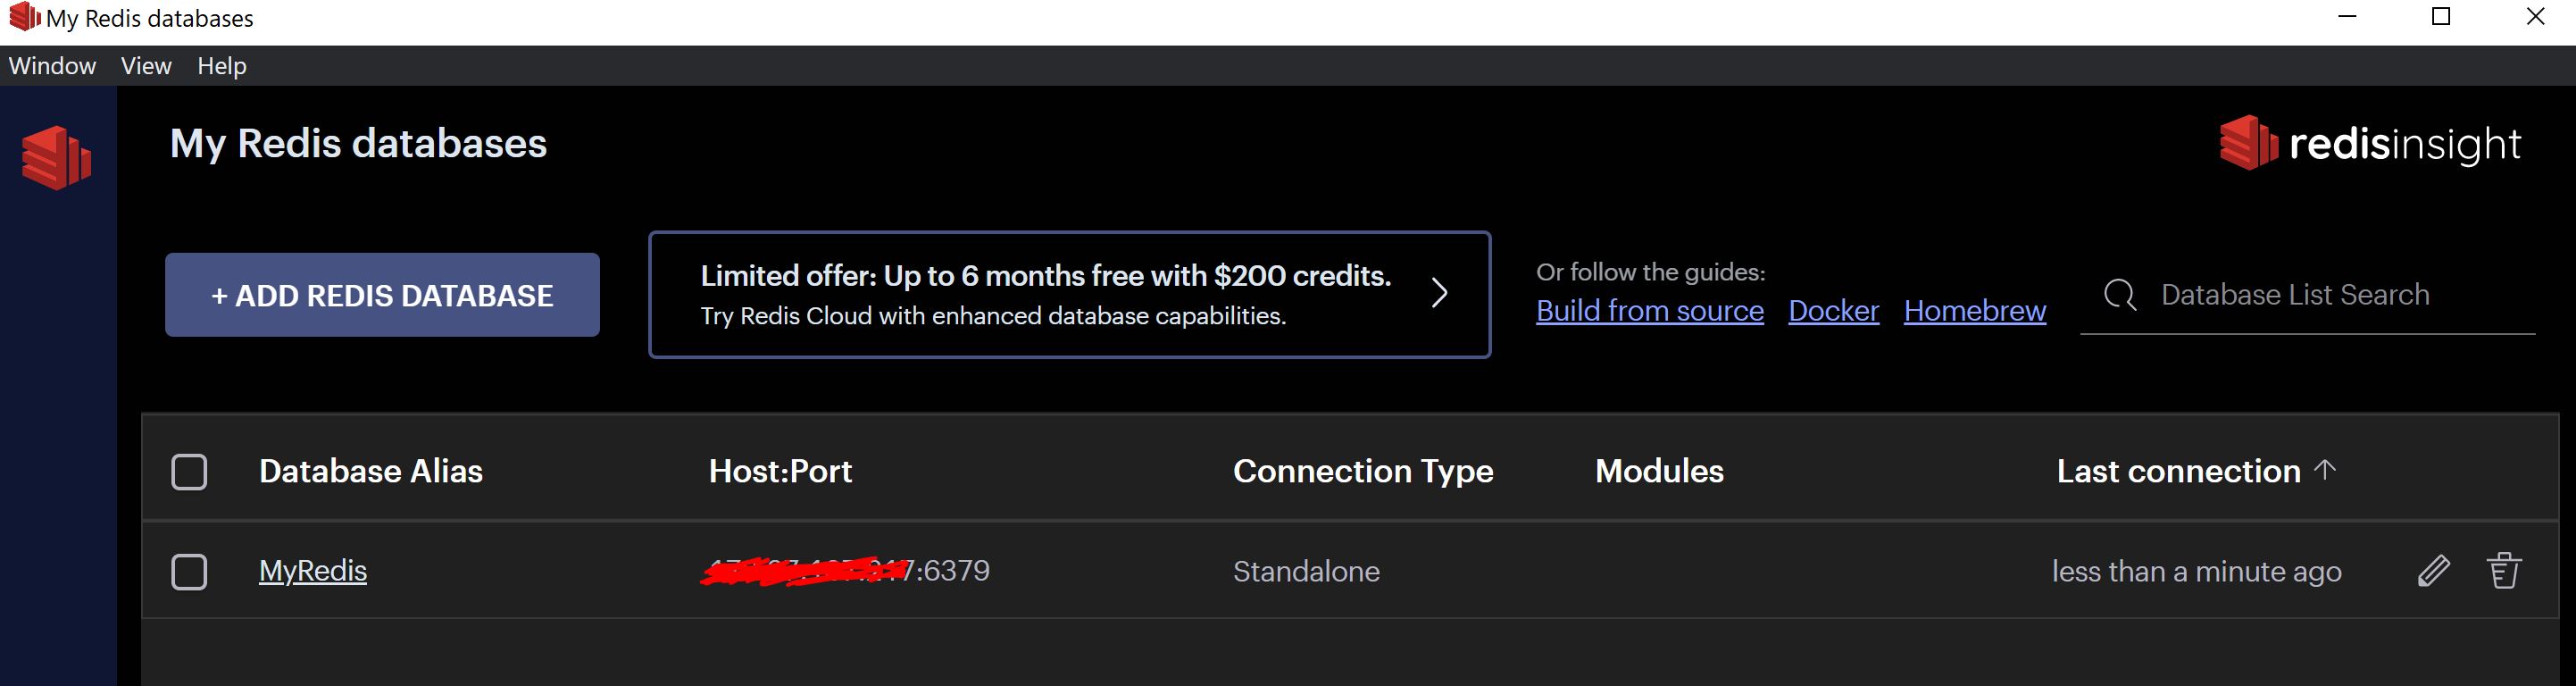 My Redis databases
Window View Help
My Redis databases
redisinsight
+ ADD REDIS DATABASE
Limited offer: Up to 6 months free with $200 credits.
Try Redis Cloud with enhanced database capabilities.
Or follow the guides:
Build from source Docker Homebrew
Database List Search
Database Alias Host:Port Connection Type Modules Last connection
MyRedis :6379 Standalone less than a minute ago